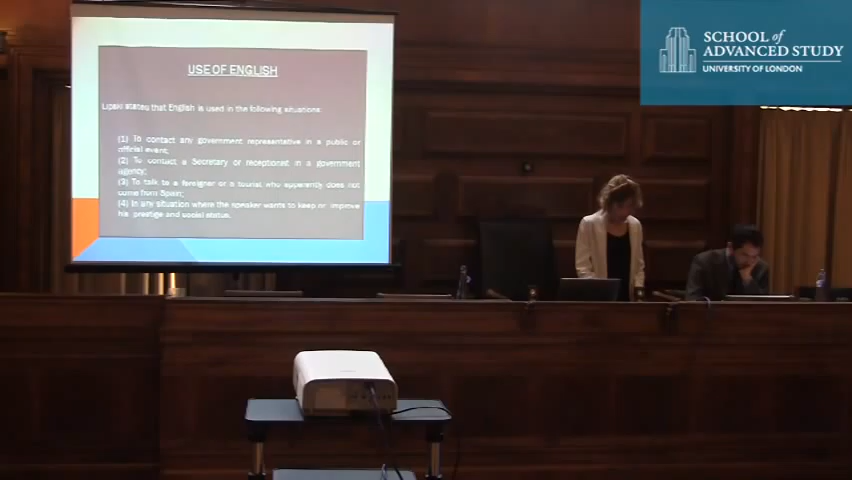 USE OF ENGLISH
Lipski stated that English is used in the following situations:
(1) To contact any government representative in a public or
official event;
(2) To contact a Secretary or receptionist in a government
agency;
(3) To talk to a foreigner or a tourist who apparently does not
come from Spain;
(4) In any situation where the speaker wants to keep or improve
his prestige and social status.
SCHOOL of
ADVANCED STUDY
UNIVERSITY OF LONDON